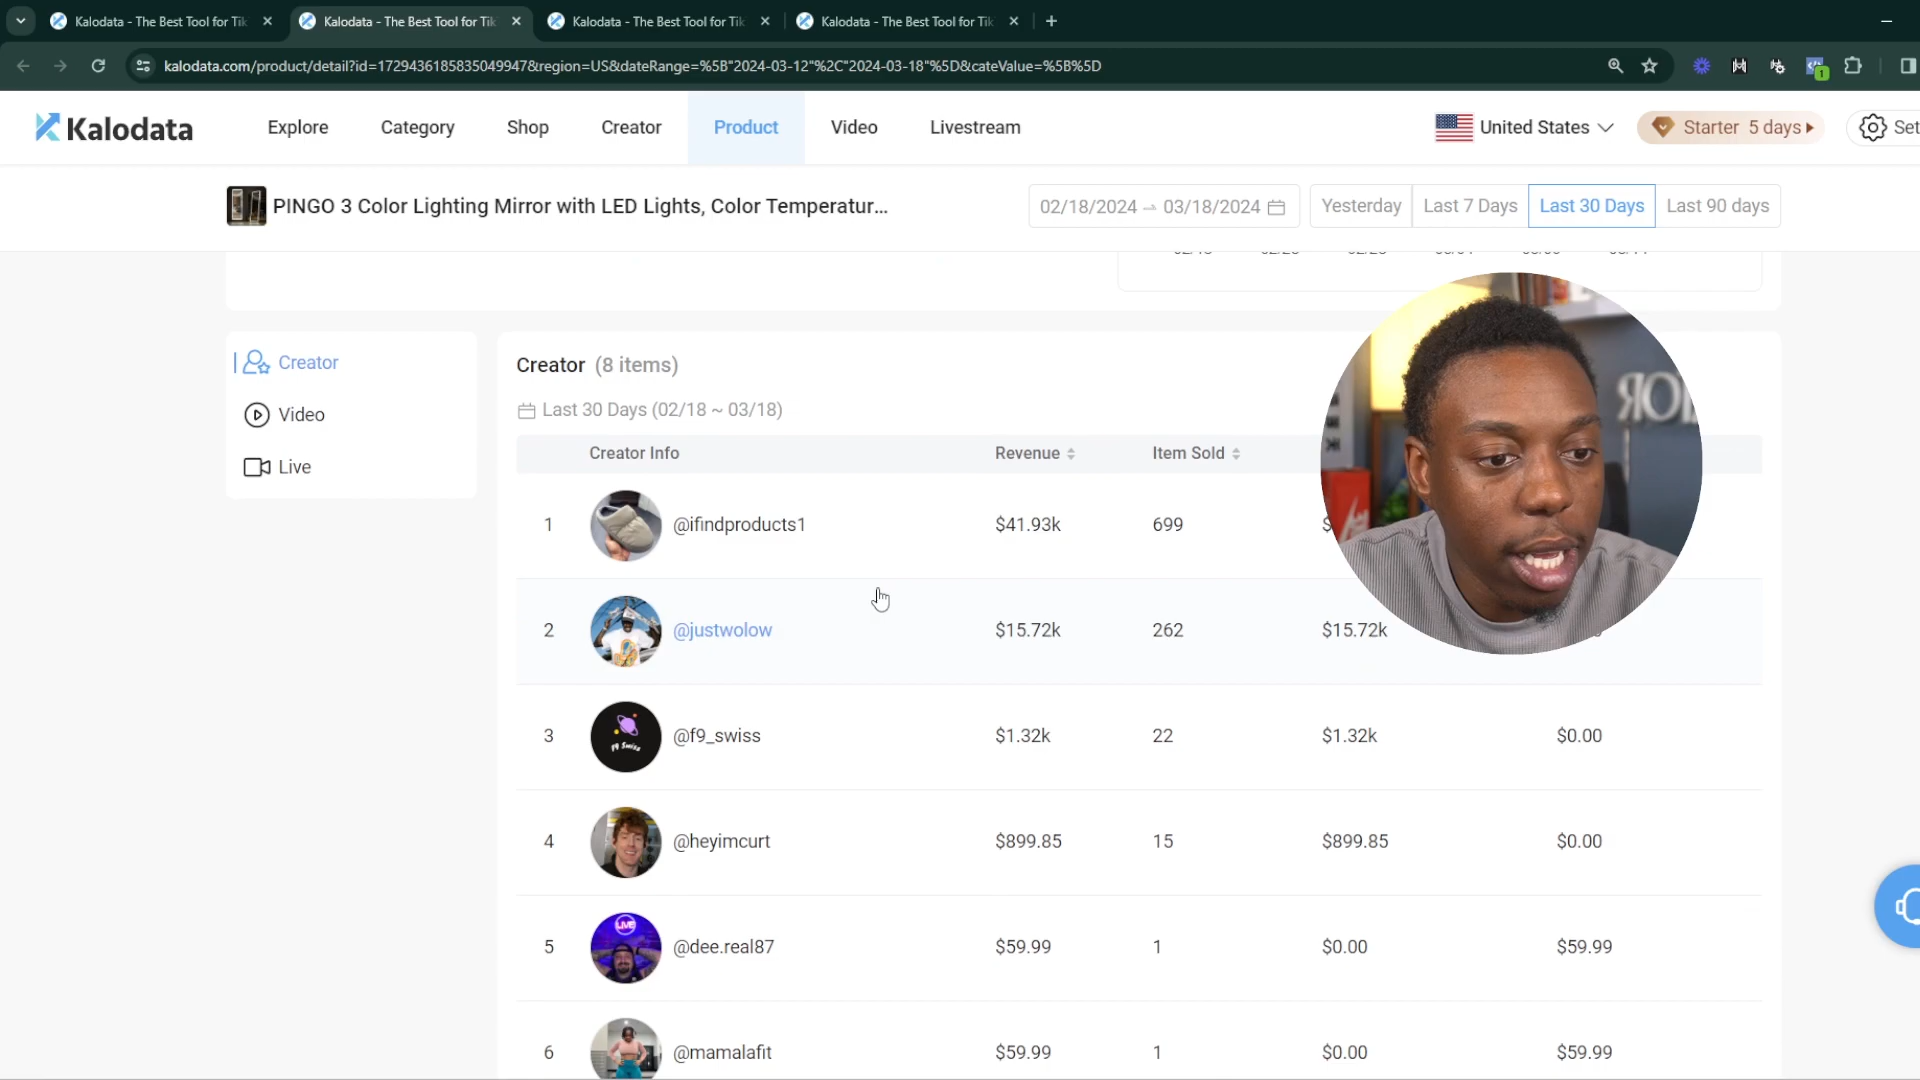 Kalodata - The Best Tool for Tik
Kalodata - The Best Tool for Tik
Kalodata - The Best Tool for Tik
Kalodata - The Best Tool for Tik
kalodata.com/product/detail?id=1729436185835049947&region=US&dateRange=%5B"2024-03-12"%2C"2024-03-18"%5D&cateValue=%5B%5D
1
Kalodata
Explore
Category
Shop
Creator
Product
Video
Livestream
United States
Starter 5 days
Set
PINGO 3 Color Lighting Mirror with LED Lights, Color Temperatur...
02/18/2024 → 03/18/2024
Yesterday
Last 7 Days
Last 30 Days
Last 90 days
Creator
Video
Live
Creator (8 items)
Last 30 Days (02/18 ~ 03/18)
Creator Info Revenue Item Sold
1 @ifindproducts1 $41.93k 699 $
2 @justwolow $15.72k 262 $15.72k
3 @f9_swiss $1.32k 22 $1.32k $0.00
4 @heyimcurt $899.85 15 $899.85 $0.00
5 @dee.real87 $59.99 1 $0.00 $59.99
6 @mamalafit $59.99 1 $0.00 $59.99